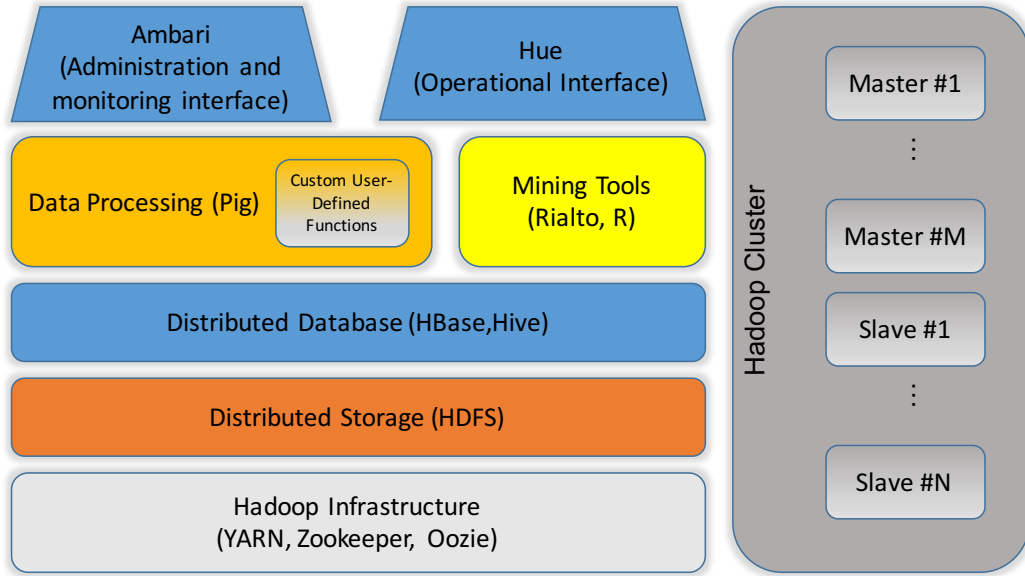 Ambari
(Administration and
monitoring interface)
Hue
(Operational Interface)
Data Processing (Pig)
Custom User-
Defined
Functions
Mining Tools
(Rialto, R)
Distributed Database (HBase,Hive)
Distributed Storage (HDFS)
Hadoop Infrastructure
(YARN, Zookeeper, Oozie)
Hadoop Cluster
Master #1
...
Master #M
Slave #1
...
Slave #N